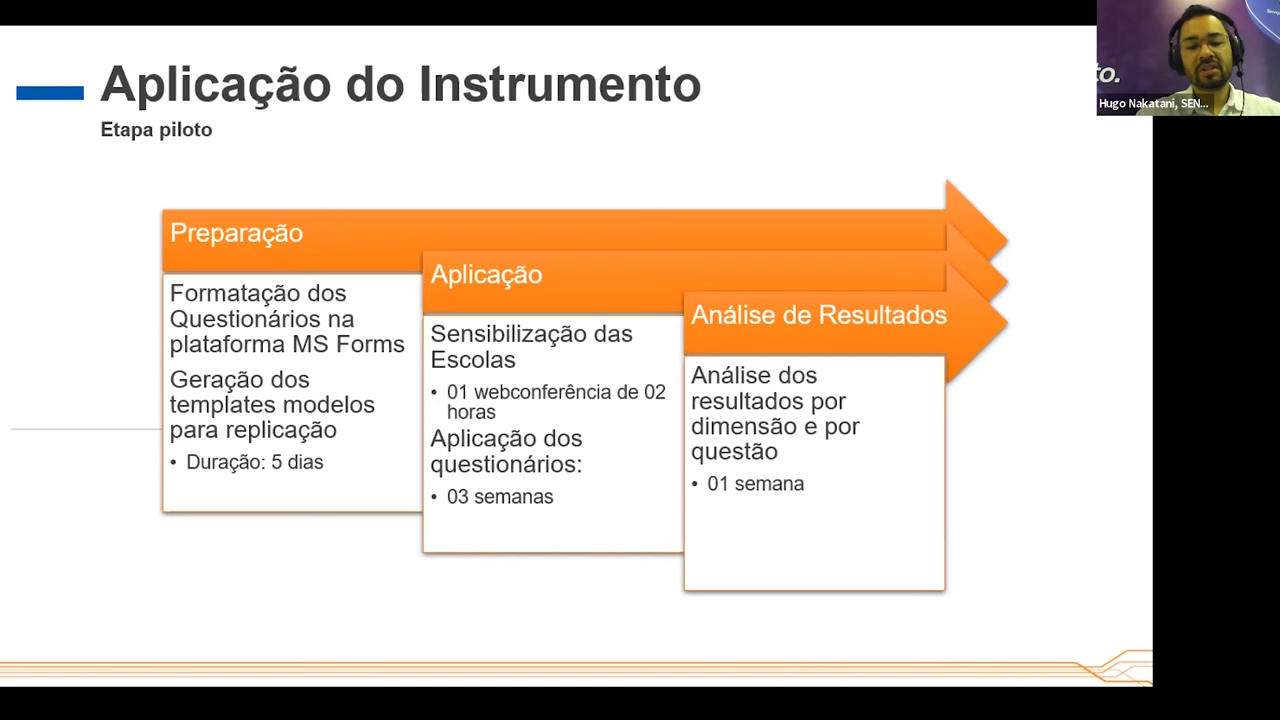 Aplicação do Instrumento
Etapa piloto
to.
Hugo Nakatani, SEN...
Preparação
Formatação dos
Questionários na
plataforma MS Forms
Geração dos
templates modelos
para replicação
• Duração: 5 dias
Aplicação
Sensibilização das
Escolas
• 01 webconferência de 02
horas
Aplicação dos
questionários:
• 03 semanas
Análise de Resultados
Análise dos
resultados por
dimensão e por
questão
• 01 semana